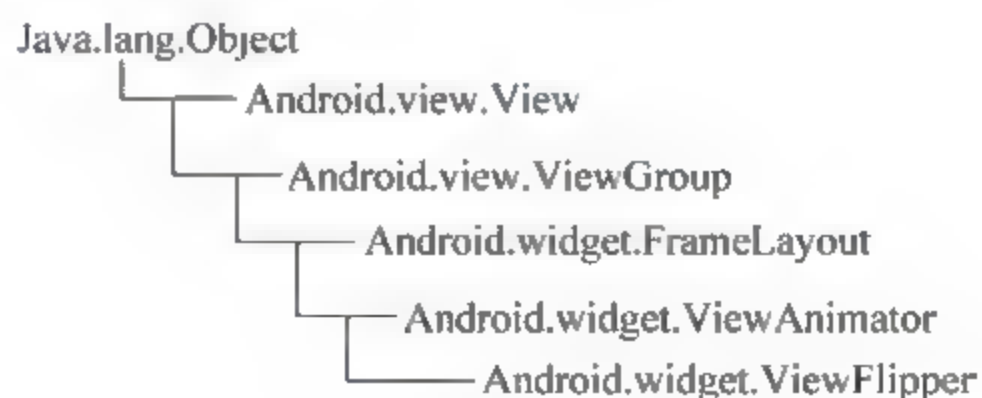 Java.lang.Object
Android.view.View
Android.view.ViewGroup
Android.widget.FrameLayout
Android.widget.ViewAnimator
Android.widget.ViewFlipper